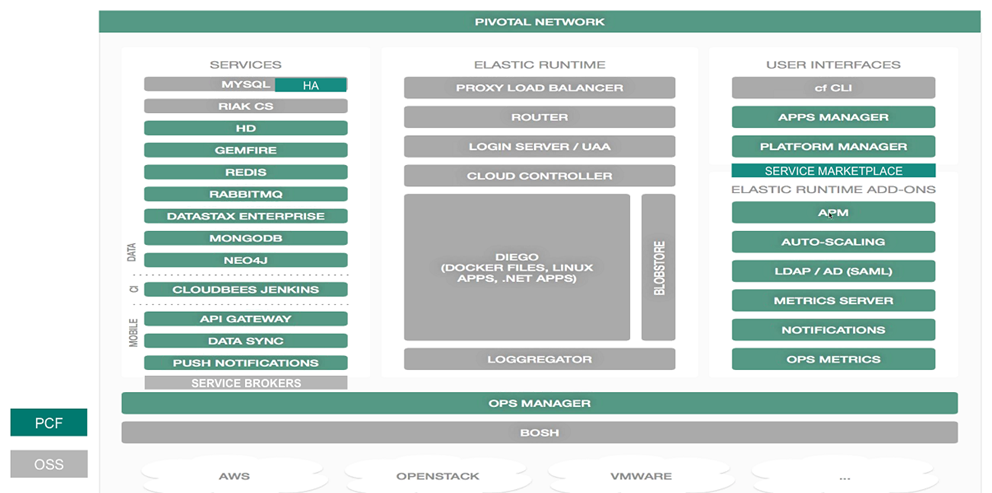 PIVOTAL NETWORK
SERVICES
MYSQL HA
RIAK CS
HD
GEMFIRE
REDIS
RABBITMQ
DATASTAX ENTERPRISE
MONGODB
NEO4J
DATA
CLOUDBEES JENKINS
CI
API GATEWAY
DATA SYNC
PUSH NOTIFICATIONS
MOBILE
SERVICE BROKERS
ELASTIC RUNTIME
PROXY LOAD BALANCER
ROUTER
LOGIN SERVER / UAA
CLOUD CONTROLLER
DIEGO
(DOCKER FILES, LINUX
APPS, .NET APPS)
BLOBSTORE
LOGGREGATOR
USER INTERFACES
cf CLI
APPS MANAGER
PLATFORM MANAGER
SERVICE MARKETPLACE
ELASTIC RUNTIME ADD-ONS
APM
AUTO-SCALING
LDAP / AD (SAML)
METRICS SERVER
NOTIFICATIONS
OPS METRICS
OPS MANAGER
BOSH
PCF
OSS
AWS
OPENSTACK
VMWARE
...